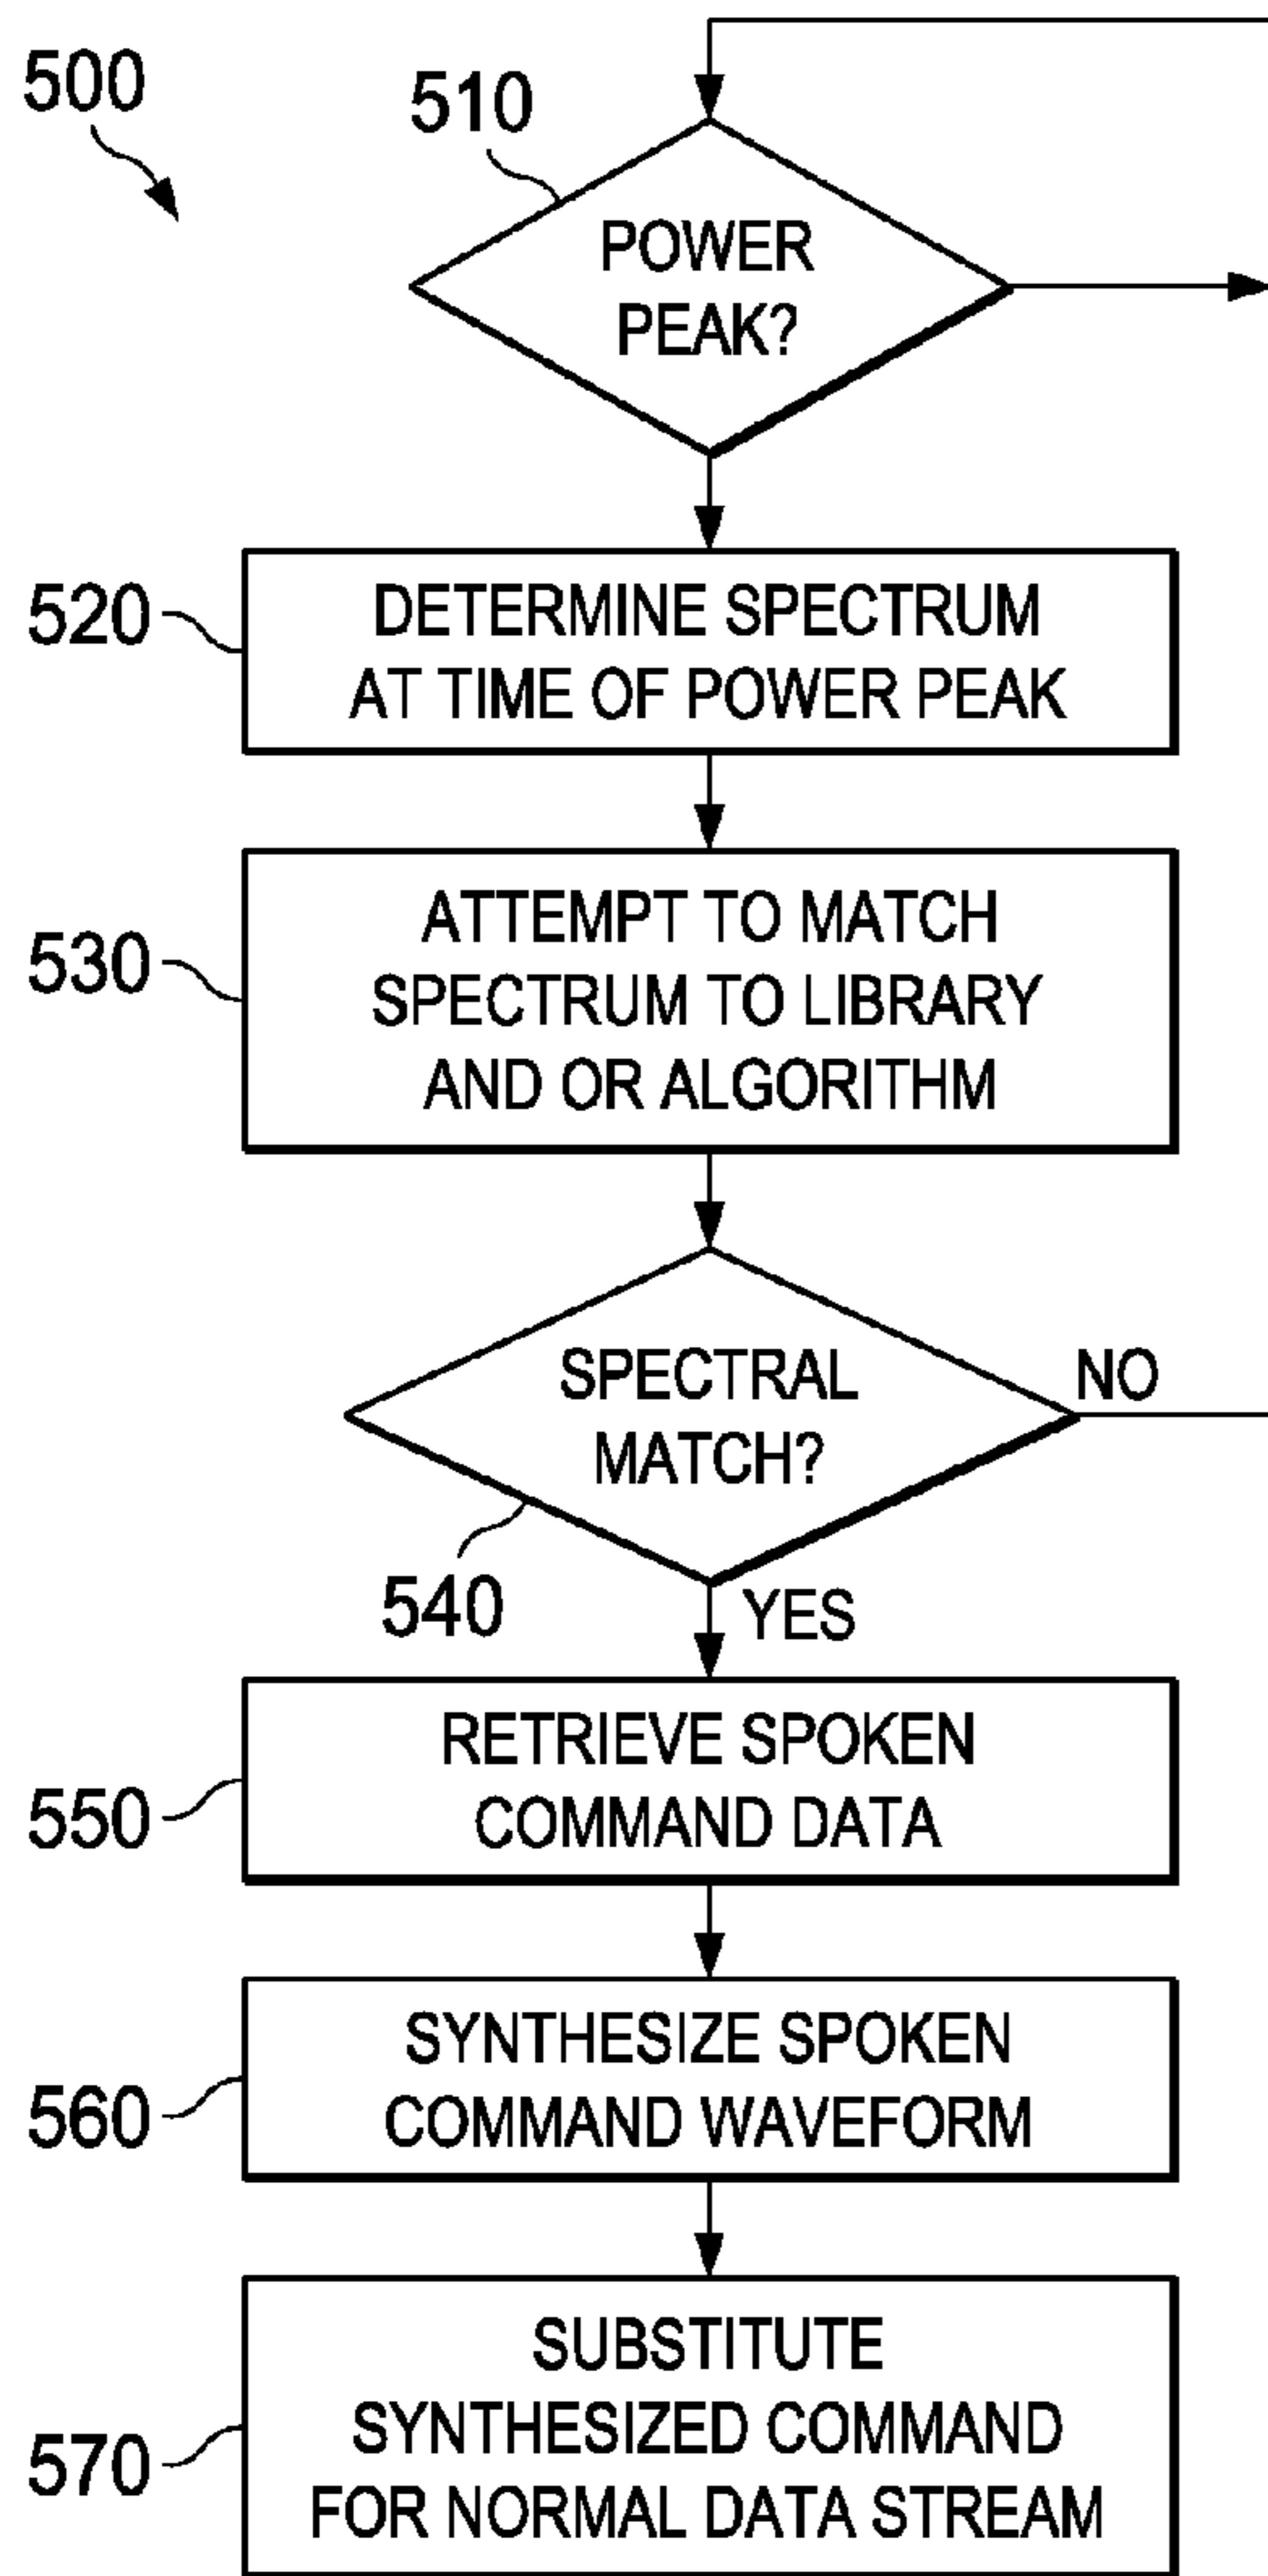 500
510
POWER
PEAK?
520
DETERMINE SPECTRUM
AT TIME OF POWER PEAK
530
ATTEMPT TO MATCH
SPECTRUM TO LIBRARY
AND OR ALGORITHM
SPECTRAL
MATCH?
NO
540
YES
550
RETRIEVE SPOKEN
COMMAND DATA
560
SYNTHESIZE SPOKEN
COMMAND WAVEFORM
570
SUBSTITUTE
SYNTHESIZED COMMAND
FOR NORMAL DATA STREAM